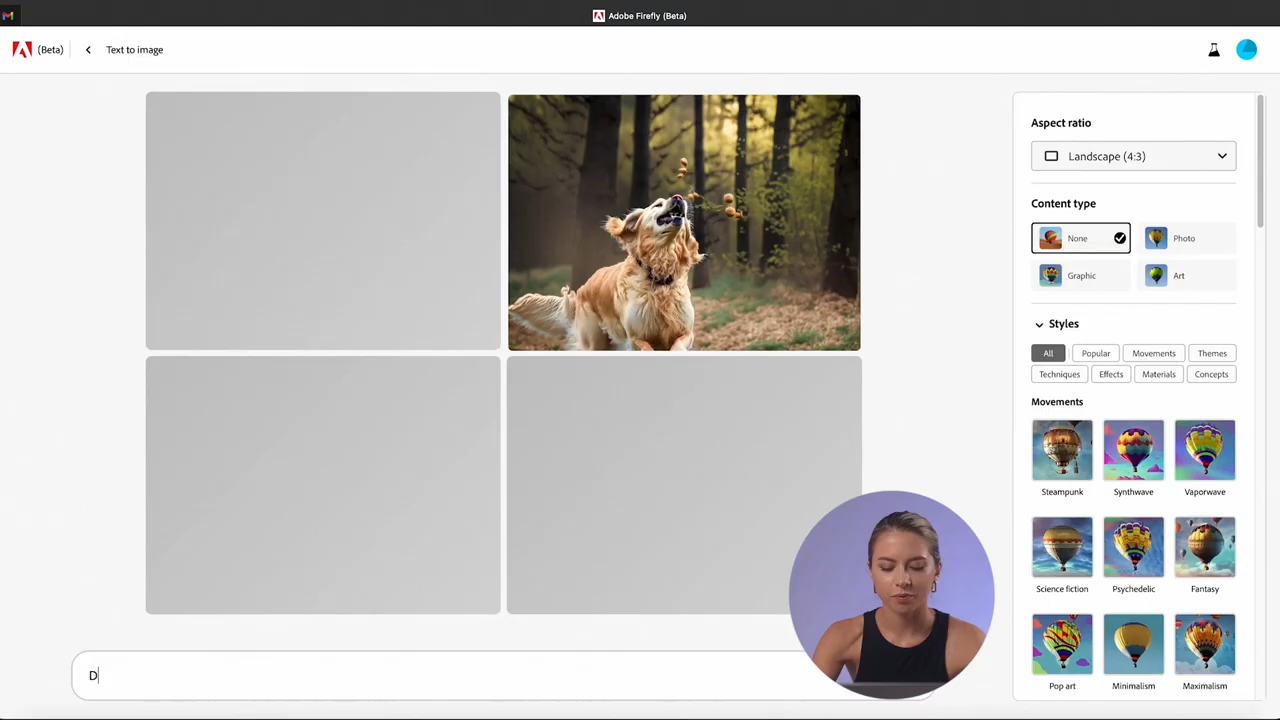 Adobe Firefly (Beta)
(Beta) Text to image
Aspect ratio
Landscape (4:3)
Content type
None Photo
Graphic Art
Styles
All Popular Movements Themes
Techniques Effects Materials Concepts
Movements
Steampunk Synthwave Vaporwave
Science fiction Psychedelic Fantasy
Pop art Minimalism Maximalism
D